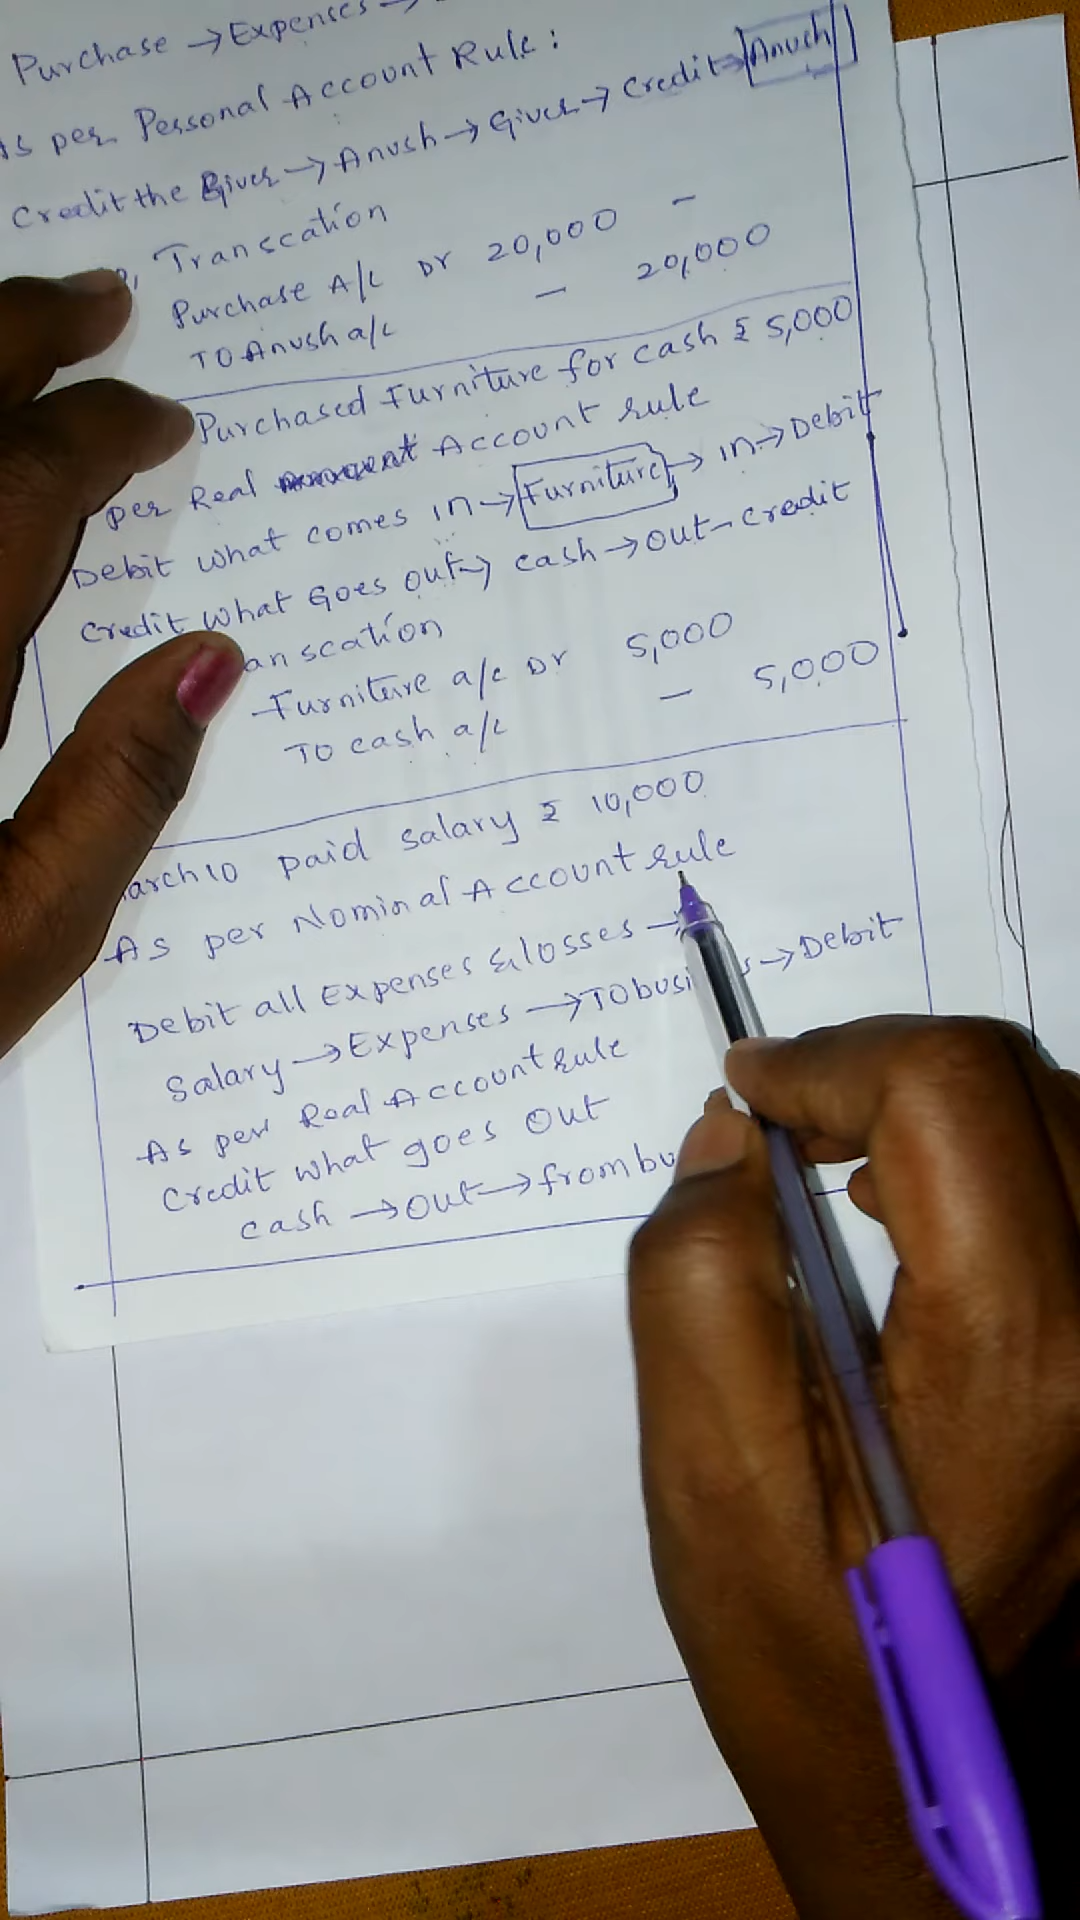 Purchase → Expenses →
As per Personal Account Rule:
Credit the Giver → Anush → Giver → Credit → Anush
Transcation
Purchase A/c Dr 20,000 -
To Anush a/c - 20,000
Purchased Furniture for cash ₹ 5,000
per Real Account rule
Debit what comes in → Furniture → in → Debit
Credit what Goes out → cash → out - credit
anscation
Furniture a/c Dr 5,000
To cash a/c - 5,000
arch 10 paid salary ₹ 10,000
As per Nominal Account rule
Debit all Expenses & losses →
Salary → Expenses → To busi s → Debit
As per Real Account rule
Credit what goes out
cash → out → from bu